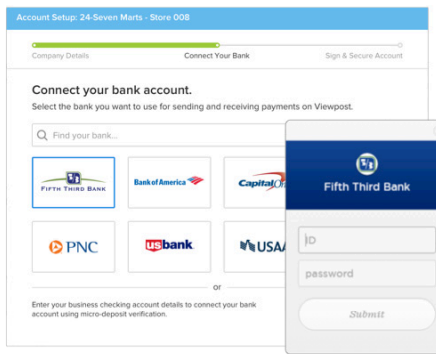 Account Setup: 24-Seven Marts - Store 008
Company Details
Connect Your Bank
Sign & Secure Account
Connect your bank account.
Select the bank you want to use for sending and receiving payments on Viewpost.
Find your bank...
FIFTH THIRD BANK
Bank of America
Capital On
PNC
usbank
USAA
or
Enter your business checking account details to connect your bank
account using micro-deposit verification.
Fifth Third Bank
ID
password
Submit